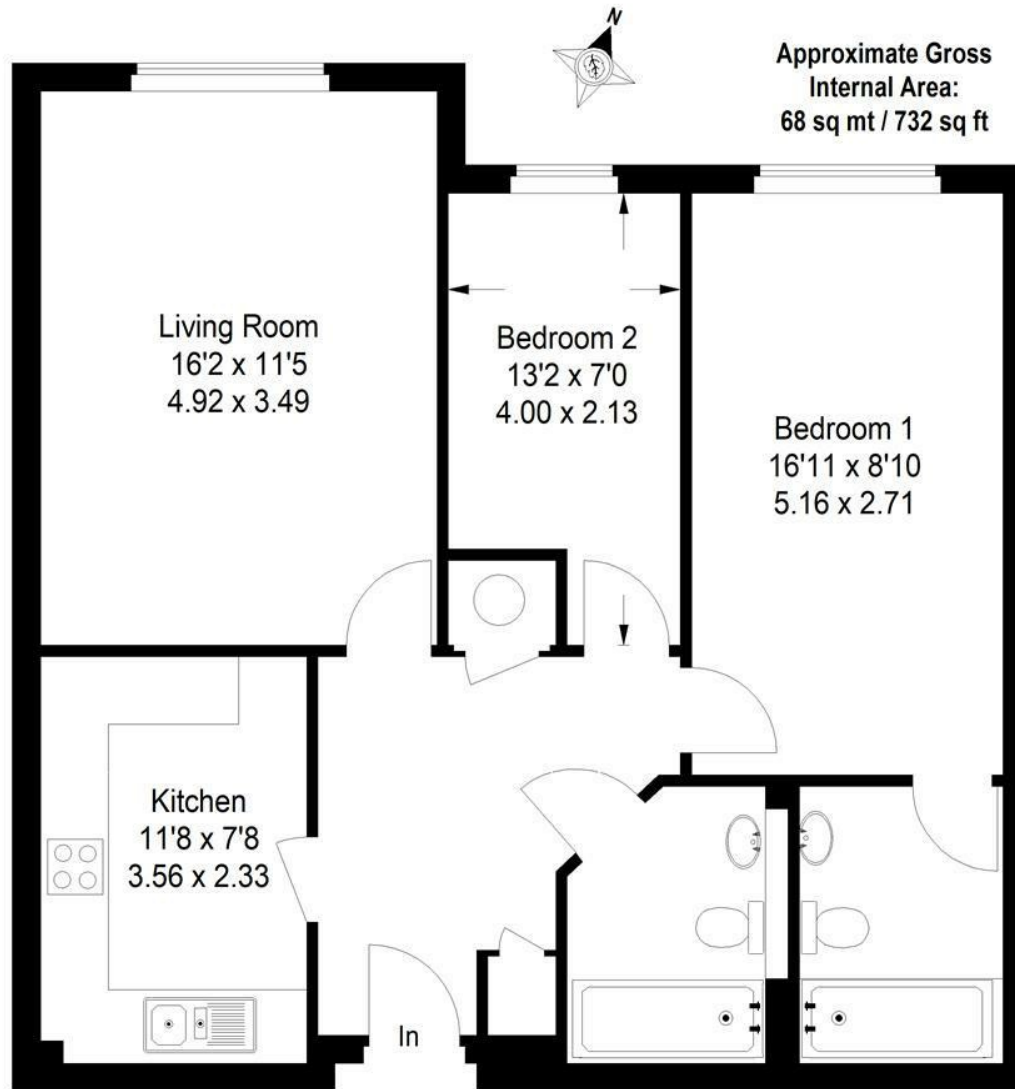 N
Approximate Gross
Internal Area:
68 sq mt / 732 sq ft
Living Room
16'2 x 11'5
4.92 x 3.49
Bedroom 2
13'2 x 7'0
4.00 x 2.13
Bedroom 1
16'11 x 8'10
5.16 x 2.71
Kitchen
11'8 x 7'8
3.56 x 2.33
In